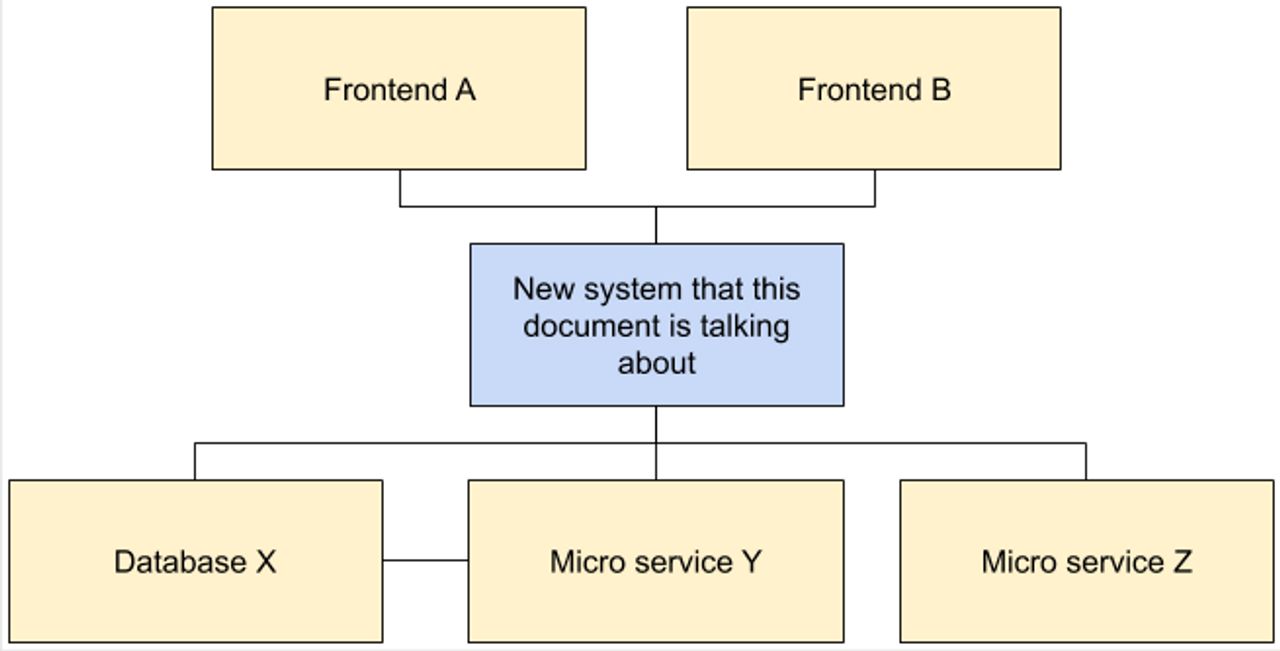 Frontend A
Frontend B
New system that this
document is talking
about
Database X
Micro service Y
Micro service Z